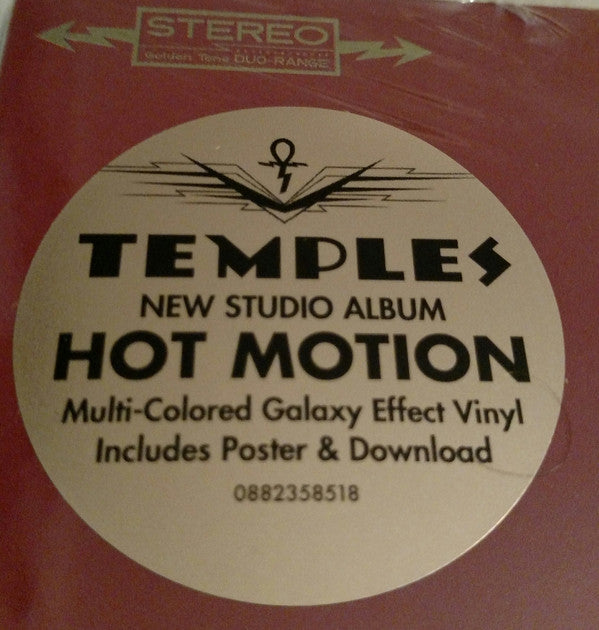 STEREO
Golden Tone DUO-RANGE
TEMPLES
NEW STUDIO ALBUM
HOT MOTION
Multi-Colored Galaxy Effect Vinyl
Includes Poster & Download
0882358518